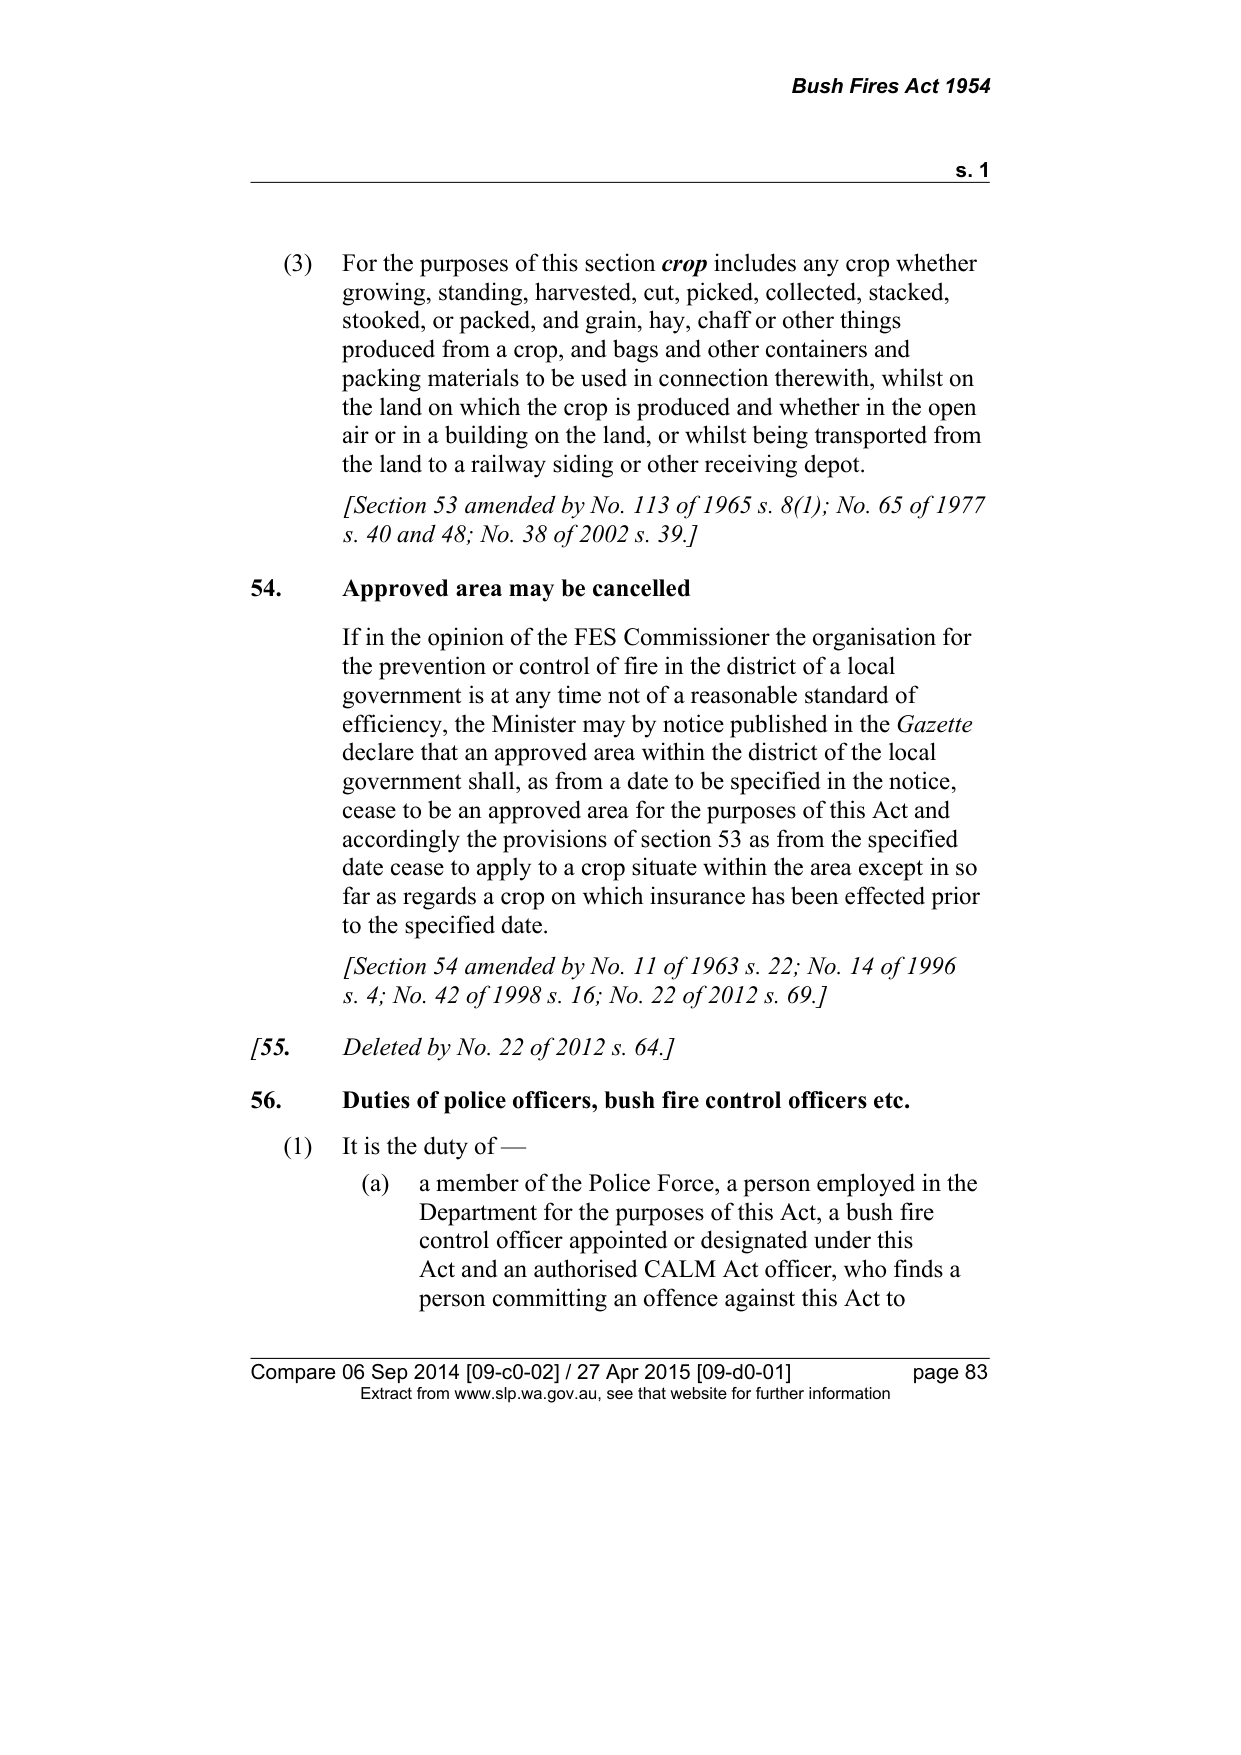 Bush Fires Act 1954
s. 1
(3) For the purposes of this section crop includes any crop whether
growing, standing, harvested, cut, picked, collected, stacked,
stooked, or packed, and grain, hay, chaff or other things
produced from a crop, and bags and other containers and
packing materials to be used in connection therewith, whilst on
the land on which the crop is produced and whether in the open
air or in a building on the land, or whilst being transported from
the land to a railway siding or other receiving depot.
[Section 53 amended by No. 113 of 1965 s. 8(1); No. 65 of 1977
s. 40 and 48; No. 38 of 2002 s. 39.]
54. Approved area may be cancelled
If in the opinion of the FES Commissioner the organisation for
the prevention or control of fire in the district of a local
government is at any time not of a reasonable standard of
efficiency, the Minister may by notice published in the Gazette
declare that an approved area within the district of the local
government shall, as from a date to be specified in the notice,
cease to be an approved area for the purposes of this Act and
accordingly the provisions of section 53 as from the specified
date cease to apply to a crop situate within the area except in so
far as regards a crop on which insurance has been effected prior
to the specified date.
[Section 54 amended by No. 11 of 1963 s. 22; No. 14 of 1996
s. 4; No. 42 of 1998 s. 16; No. 22 of 2012 s. 69.]
[55. Deleted by No. 22 of 2012 s. 64.]
56. Duties of police officers, bush fire control officers etc.
(1) It is the duty of —
(a) a member of the Police Force, a person employed in the
Department for the purposes of this Act, a bush fire
control officer appointed or designated under this
Act and an authorised CALM Act officer, who finds a
person committing an offence against this Act to
Compare 06 Sep 2014 [09-c0-02] / 27 Apr 2015 [09-d0-01] page 83
Extract from www.slp.wa.gov.au, see that website for further information